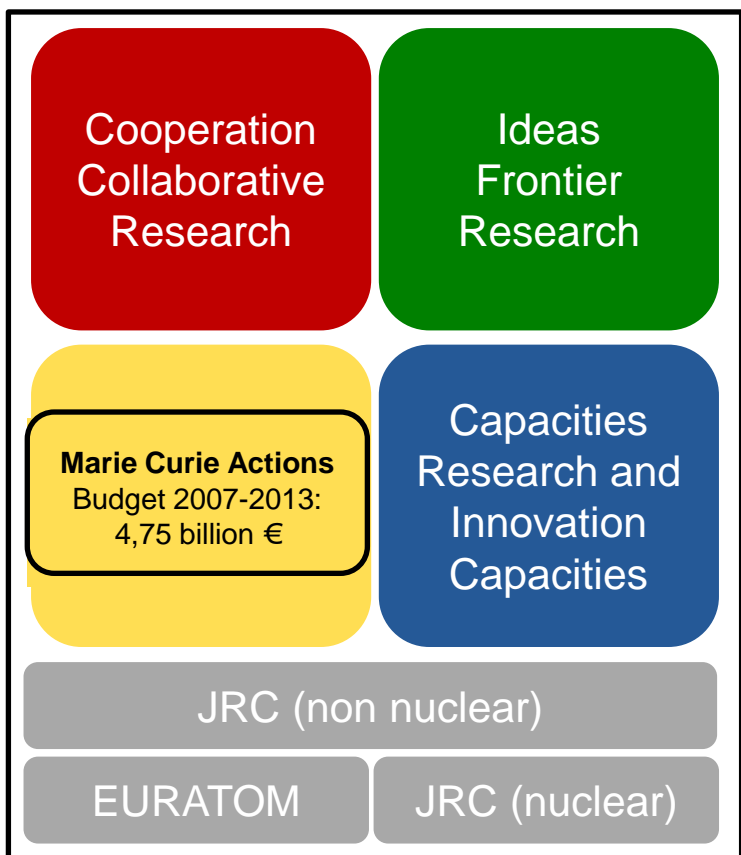 Cooperation
Collaborative
Research
Ideas
Frontier
Research
Marie Curie Actions
Budget 2007-2013:
4,75 billion €
Capacities
Research and
Innovation
Capacities
JRC (non nuclear)
EURATOM
JRC (nuclear)